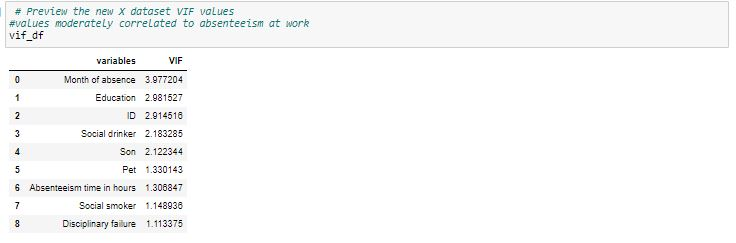 # Preview the new X dataset VIF values
#values moderately correlated to absenteeism at work
vif_df
variables VIF
0 Month of absence 3.977204
1 Education 2.981527
2 ID 2.914516
3 Social drinker 2.183285
4 Son 2.122344
5 Pet 1.330143
6 Absenteeism time in hours 1.306847
7 Social smoker 1.148936
8 Disciplinary failure 1.113375